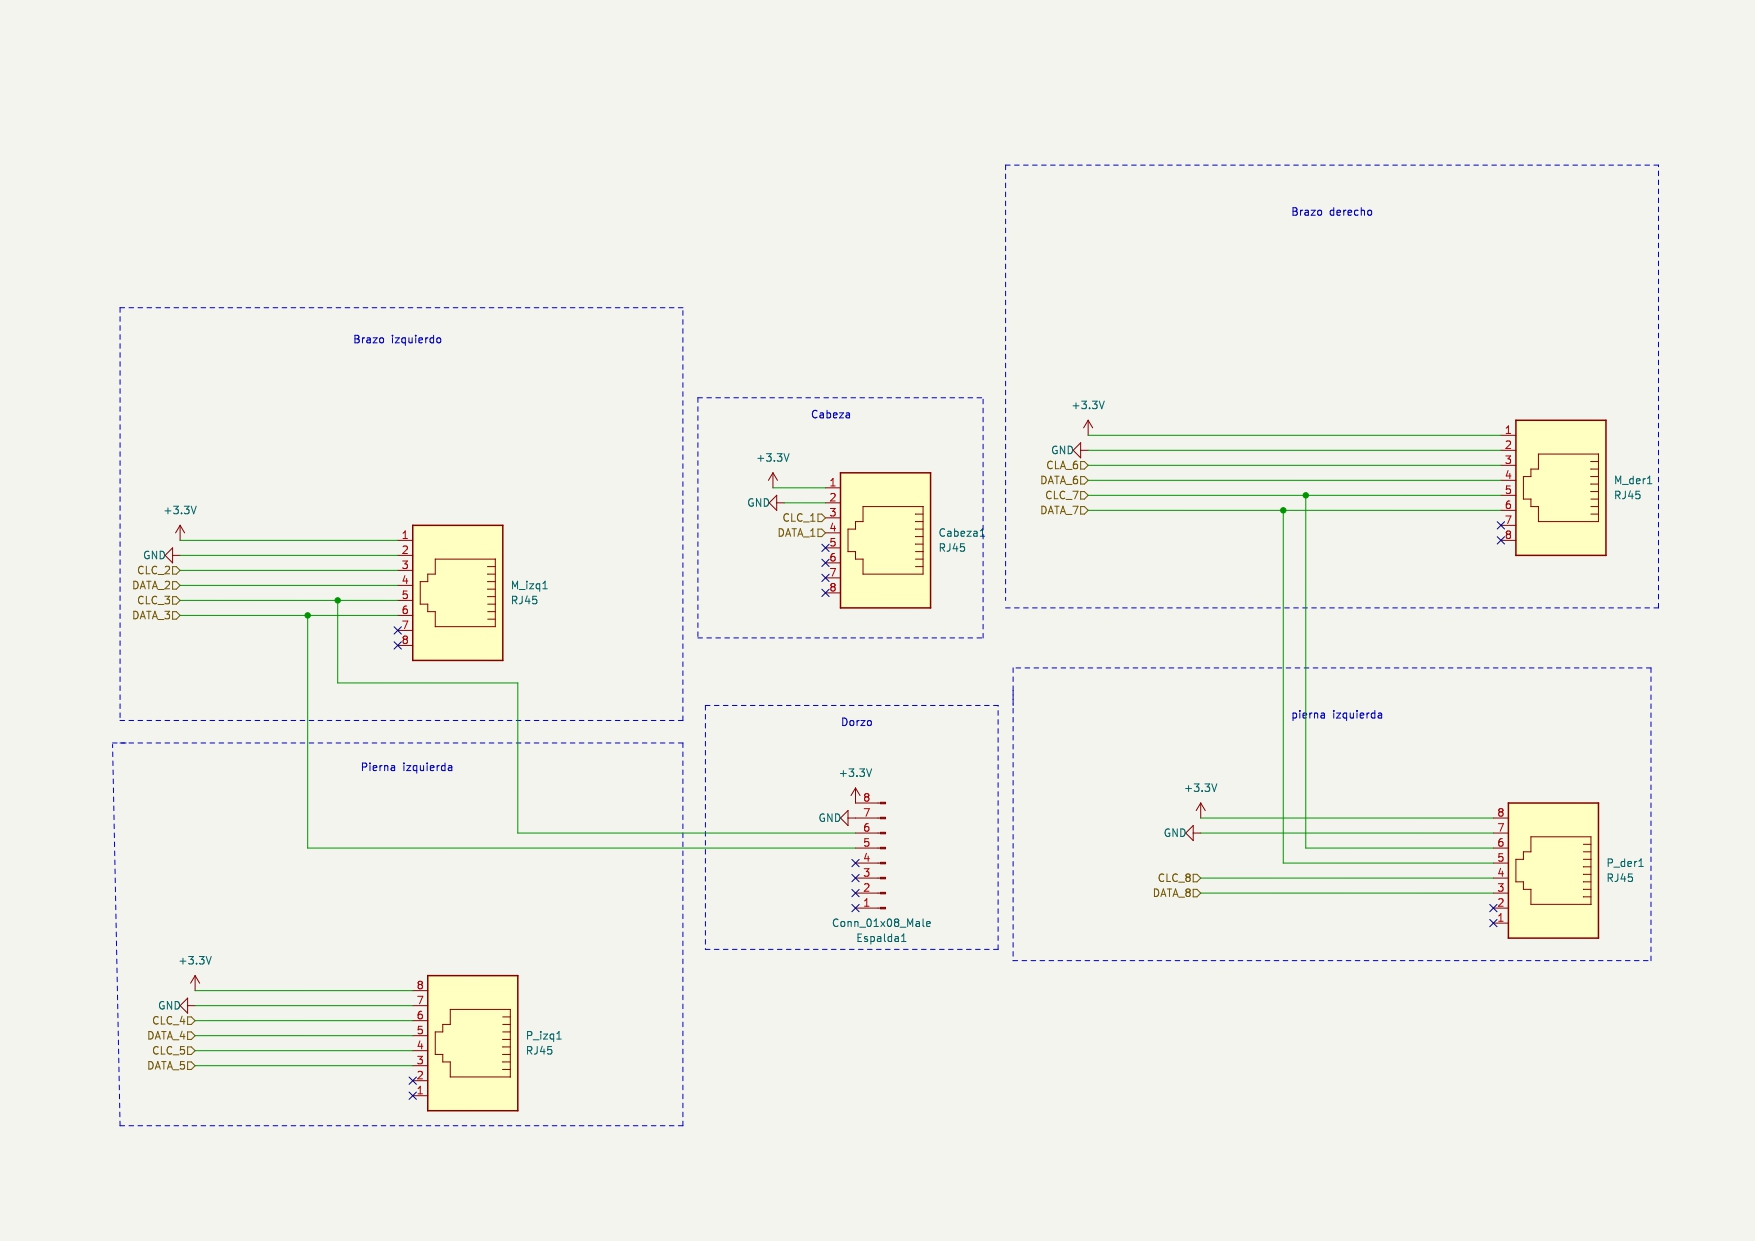 Brazo derecho
+3.3V
GND
CLA_6
DATA_6
CLC_7
DATA_7
1
2
3
4
5
6
7
8
M_der1
RJ45
Brazo izquierdo
+3.3V
GND
CLC_2
DATA_2
CLC_3
DATA_3
1
2
3
4
5
6
7
8
M_izq1
RJ45
Cabeza
+3.3V
GND
CLC_1
DATA_1
1
2
3
4
5
6
7
8
Cabeza1
RJ45
Dorzo
+3.3V
GND
8
7
6
5
4
3
2
1
Conn_01x08_Male
Espalda1
pierna izquierda
+3.3V
GND
CLC_8
DATA_8
8
7
6
5
4
3
2
1
P_der1
RJ45
Pierna izquierda
+3.3V
GND
CLC_4
DATA_4
CLC_5
DATA_5
8
7
6
5
4
3
2
1
P_izq1
RJ45